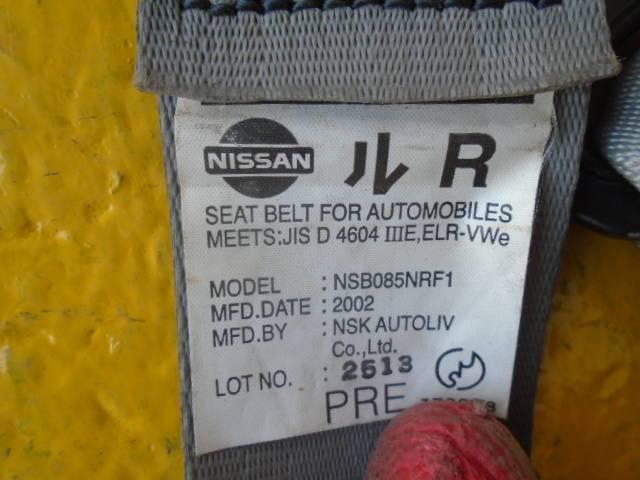 NISSAN ル R
SEAT BELT FOR AUTOMOBILES
MEETS:JIS D 4604 IIIE,ELR-VWe
MODEL : NSB085NRF1
MFD.DATE : 2002
MFD.BY : NSK AUTOLIV
Co.,Ltd.
LOT NO. : 2513
PRE